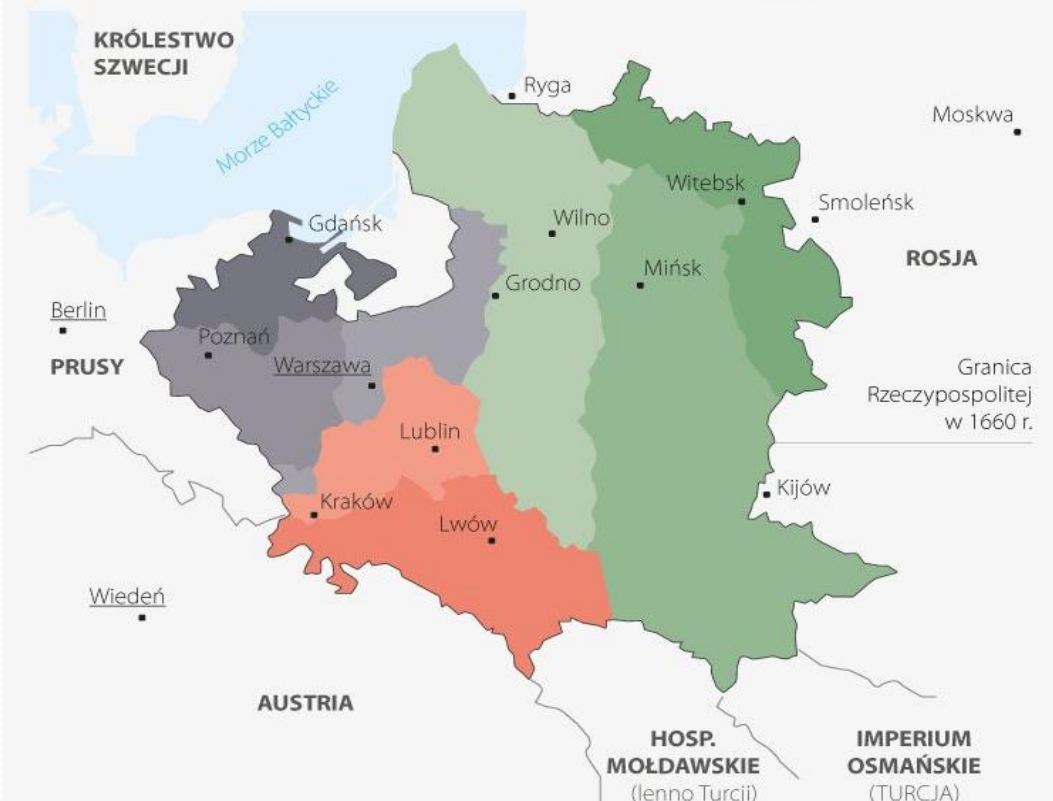 KRÓLESTWO
SZWECJI
Morze Bałtyckie
Ryga
Moskwa
Witebsk
Smoleńsk
Gdańsk
Wilno
ROSJA
Mińsk
Grodno
Berlin
Poznań
PRUSY
Warszawa
Granica
Rzeczypospolitej
w 1660 r.
Lublin
Kijów
Kraków
Lwów
Wiedeń
AUSTRIA
HOSP.
MOŁDAWSKIE
(lenno Turcji)
IMPERIUM
OSMAŃSKIE
(TURCJA)